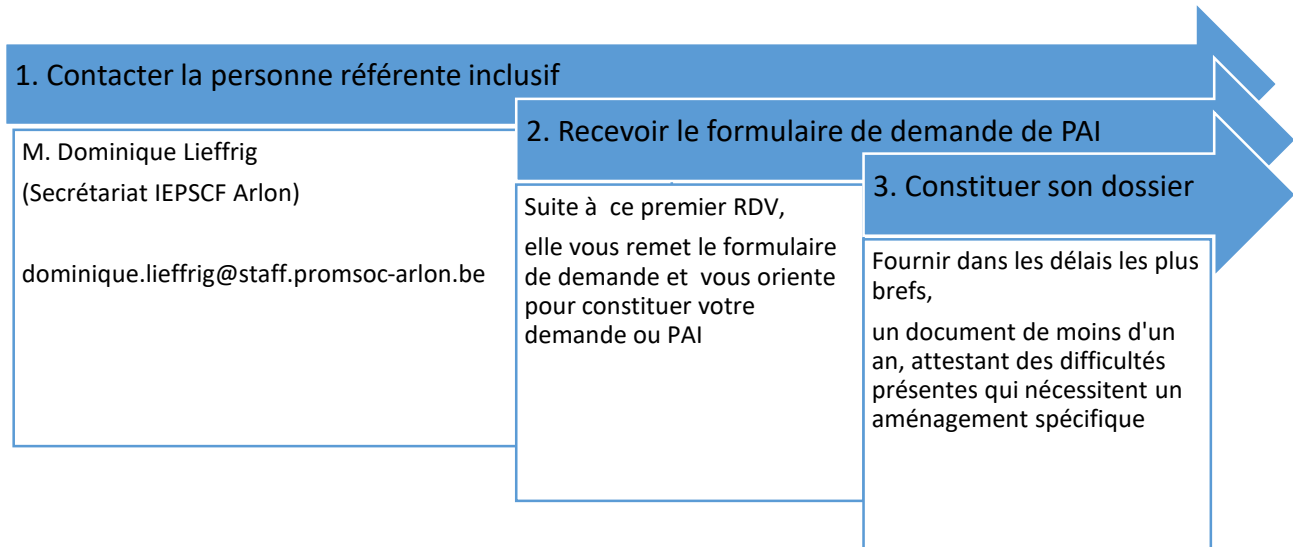 1. Contacter la personne référente inclusif
M. Dominique Lieffrig
(Secrétariat IEPSCF Arlon)
dominique.lieffrig@staff.promsoc-arlon.be
2. Recevoir le formulaire de demande de PAI
Suite à ce premier RDV,
elle vous remet le formulaire
de demande et vous oriente
pour constituer votre
demande ou PAI
3. Constituer son dossier
Fournir dans les délais les plus
brefs,
un document de moins d'un
an, attestant des difficultés
présentes qui nécessitent un
aménagement spécifique